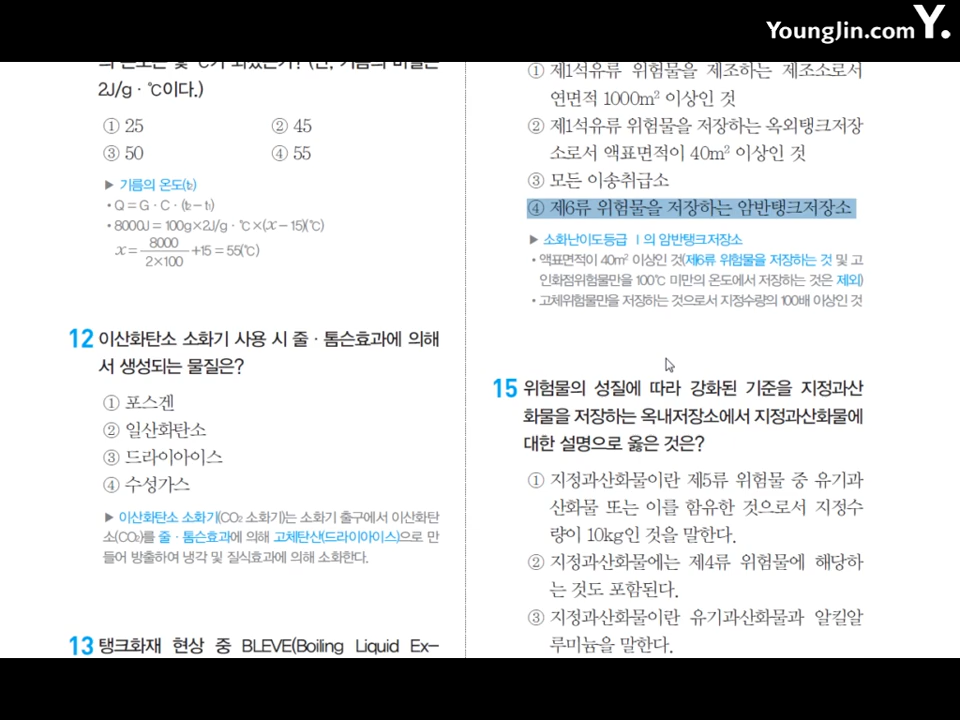 YoungJin.com Y.
2J/g · ℃이다.)
① 25 ② 45
③ 50 ④ 55
▶ 기름의 온도(t₂)
• Q = G · C · (t₂ − t₁)
• 8000J = 100g×2J/g · ℃×(x − 15)(℃)
x = 8000 / 2×100 +15 = 55(℃)
12 이산화탄소 소화기 사용 시 줄 · 톰슨효과에 의해
서 생성되는 물질은?
① 포스겐
② 일산화탄소
③ 드라이아이스
④ 수성가스
▶ 이산화탄소 소화기(CO₂ 소화기)는 소화기 출구에서 이산화탄
소(CO₂)를 줄 · 톰슨효과에 의해 고체탄산(드라이아이스)으로 만
들어 방출하여 냉각 및 질식효과에 의해 소화한다.
13 탱크화재 현상 중 BLEVE(Boiling Liquid Ex−
① 제1석유류 위험물을 제조하는 제조소로서
연면적 1000m² 이상인 것
② 제1석유류 위험물을 저장하는 옥외탱크저장
소로서 액표면적이 40m² 이상인 것
③ 모든 이송취급소
④ 제6류 위험물을 저장하는 암반탱크저장소
▶ 소화난이도등급 Ⅰ의 암반탱크저장소
• 액표면적이 40m² 이상인 것(제6류 위험물을 저장하는 것 및 고
인화점위험물만을 100℃ 미만의 온도에서 저장하는 것은 제외)
• 고체위험물만을 저장하는 것으로서 지정수량의 100배 이상인 것
15 위험물의 성질에 따라 강화된 기준을 지정과산
화물을 저장하는 옥내저장소에서 지정과산화물에
대한 설명으로 옳은 것은?
① 지정과산화물이란 제5류 위험물 중 유기과
산화물 또는 이를 함유한 것으로서 지정수
량이 10kg인 것을 말한다.
② 지정과산화물에는 제4류 위험물에 해당하
는 것도 포함된다.
③ 지정과산화물이란 유기과산화물과 알킬알
루미늄을 말한다.